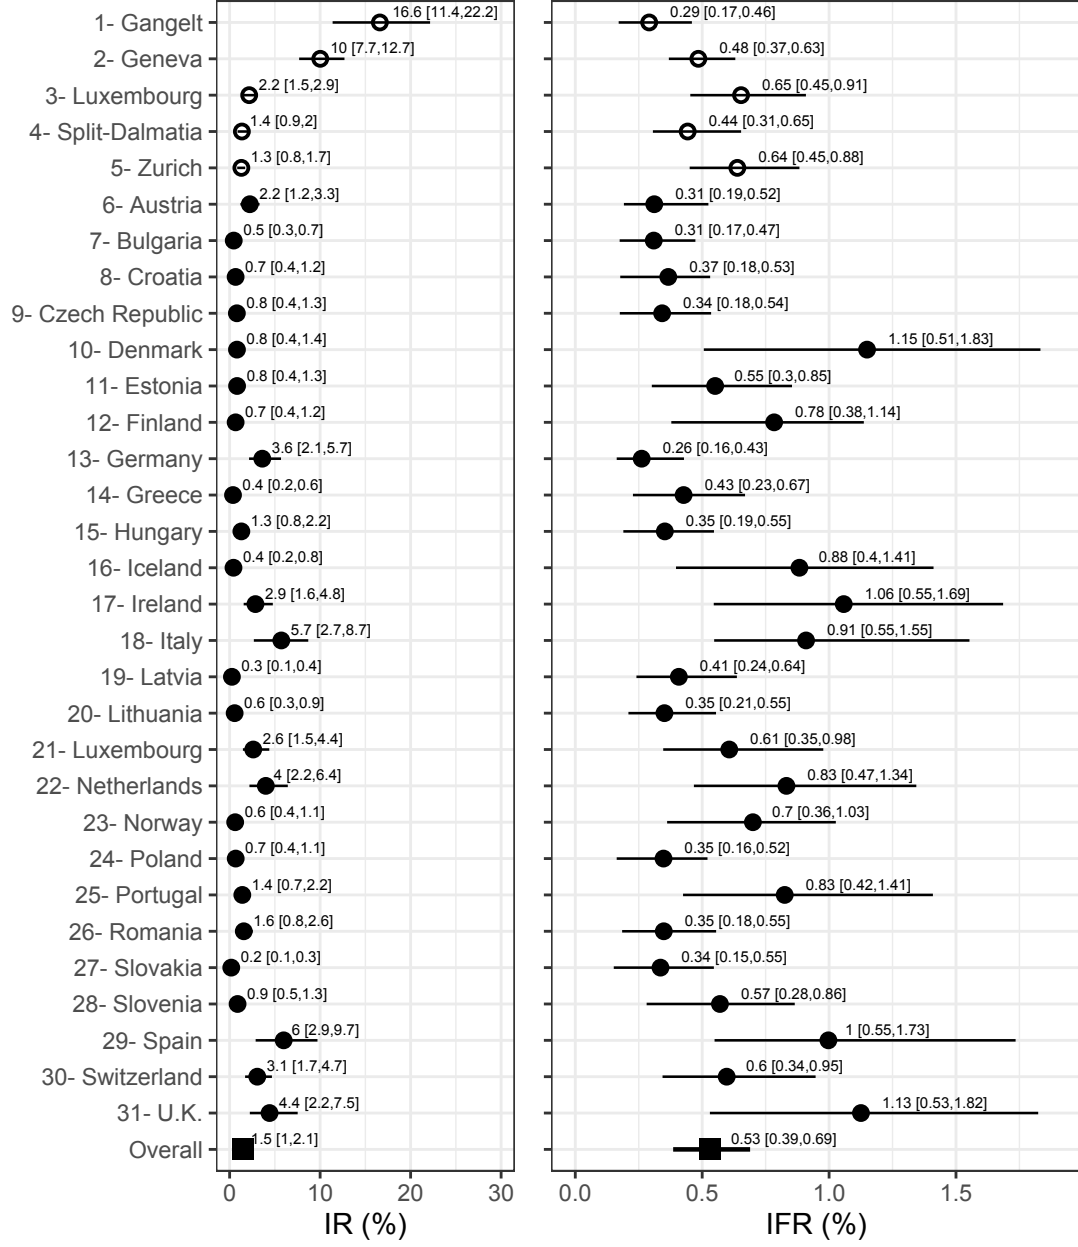 1- Gangelt 16.6 [11.4,22.2] 0.29 [0.17,0.46]
2- Geneva 10 [7.7,12.7] 0.48 [0.37,0.63]
3- Luxembourg 2.2 [1.5,2.9] 0.65 [0.45,0.91]
4- Split-Dalmatia 1.4 [0.9,2] 0.44 [0.31,0.65]
5- Zurich 1.3 [0.8,1.7] 0.64 [0.45,0.88]
6- Austria 2.2 [1.2,3.3] 0.31 [0.19,0.52]
7- Bulgaria 0.5 [0.3,0.7] 0.31 [0.17,0.47]
8- Croatia 0.7 [0.4,1.2] 0.37 [0.18,0.53]
9- Czech Republic 0.8 [0.4,1.3] 0.34 [0.18,0.54]
10- Denmark 0.8 [0.4,1.4] 1.15 [0.51,1.83]
11- Estonia 0.8 [0.4,1.3] 0.55 [0.3,0.85]
12- Finland 0.7 [0.4,1.2] 0.78 [0.38,1.14]
13- Germany 3.6 [2.1,5.7] 0.26 [0.16,0.43]
14- Greece 0.4 [0.2,0.6] 0.43 [0.23,0.67]
15- Hungary 1.3 [0.8,2.2] 0.35 [0.19,0.55]
16- Iceland 0.4 [0.2,0.8] 0.88 [0.4,1.41]
17- Ireland 2.9 [1.6,4.8] 1.06 [0.55,1.69]
18- Italy 5.7 [2.7,8.7] 0.91 [0.55,1.55]
19- Latvia 0.3 [0.1,0.4] 0.41 [0.24,0.64]
20- Lithuania 0.6 [0.3,0.9] 0.35 [0.21,0.55]
21- Luxembourg 2.6 [1.5,4.4] 0.61 [0.35,0.98]
22- Netherlands 4 [2.2,6.4] 0.83 [0.47,1.34]
23- Norway 0.6 [0.4,1.1] 0.7 [0.36,1.03]
24- Poland 0.7 [0.4,1.1] 0.35 [0.16,0.52]
25- Portugal 1.4 [0.7,2.2] 0.83 [0.42,1.41]
26- Romania 1.6 [0.8,2.6] 0.35 [0.18,0.55]
27- Slovakia 0.2 [0.1,0.3] 0.34 [0.15,0.55]
28- Slovenia 0.9 [0.5,1.3] 0.57 [0.28,0.86]
29- Spain 6 [2.9,9.7] 1 [0.55,1.73]
30- Switzerland 3.1 [1.7,4.7] 0.6 [0.34,0.95]
31- U.K. 4.4 [2.2,7.5] 1.13 [0.53,1.82]
Overall 1.5 [1,2.1] 0.53 [0.39,0.69]
0 10 20 30 0.0 0.5 1.0 1.5
IR (%) IFR (%)